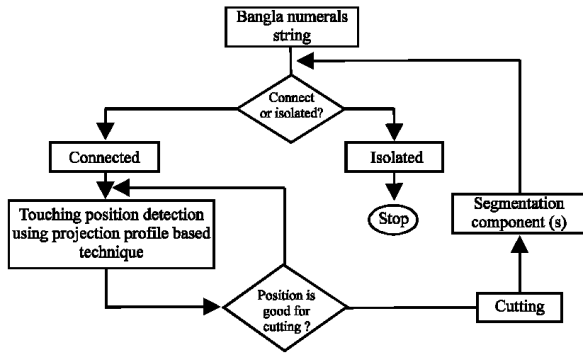 Bangla numerals
string
Connect
or isolated?
Connected
Isolated
Touching position detection
using projection profile based
technique
Stop
Segmentation
component (s)
Position is
good for
cutting ?
Cutting